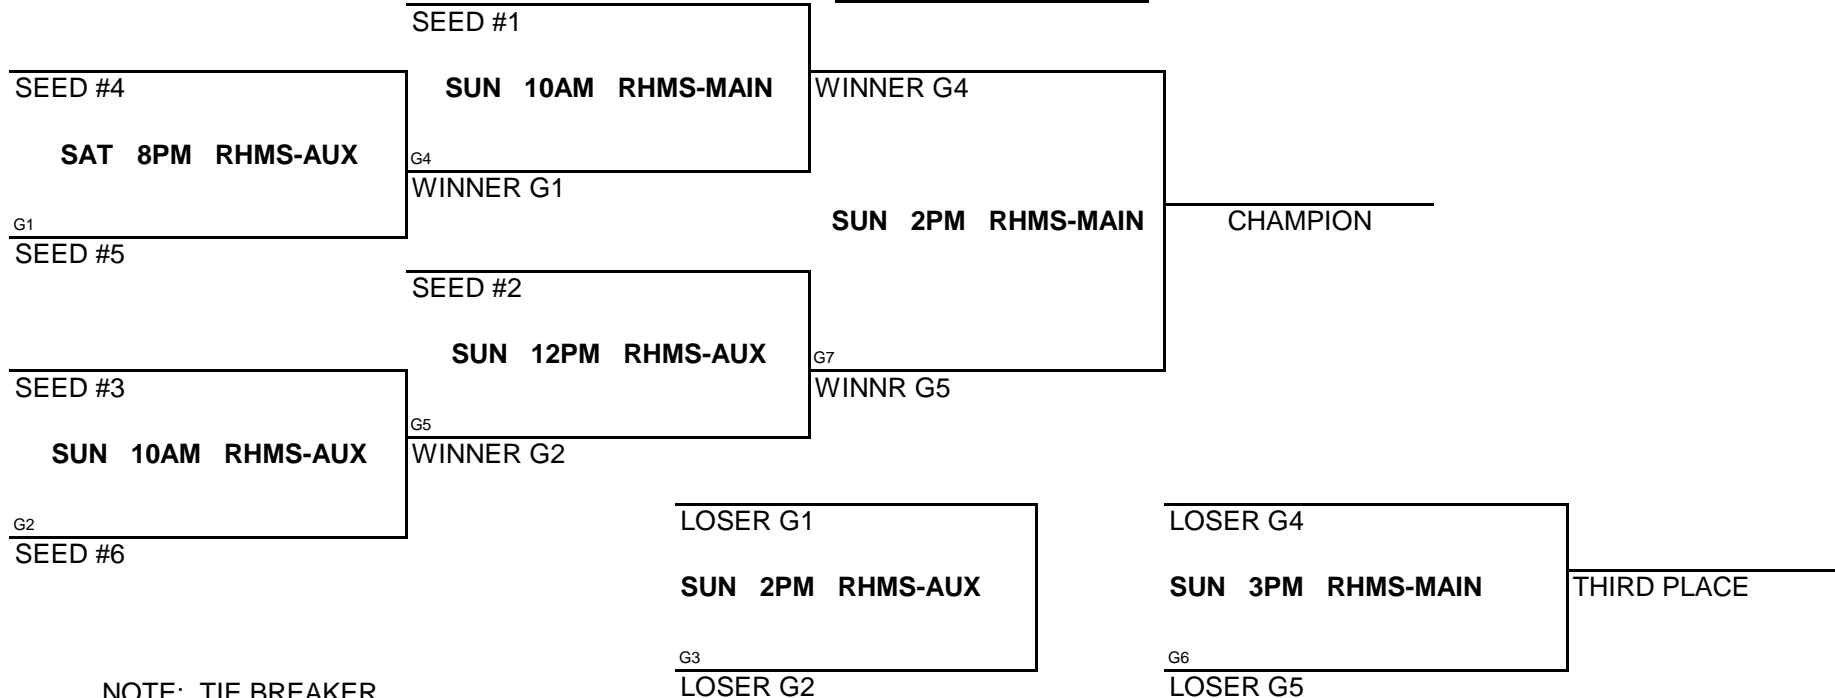 SEED #1
SEED #4
SUN 10AM RHMS-MAIN
WINNER G4
SAT 8PM RHMS-AUX
G4
WINNER G1
G1
SUN 2PM RHMS-MAIN
CHAMPION
SEED #5
SEED #2
SUN 12PM RHMS-AUX
G7
SEED #3
WINNR G5
G5
SUN 10AM RHMS-AUX
WINNER G2
G2
LOSER G1
LOSER G4
SEED #6
SUN 2PM RHMS-AUX
SUN 3PM RHMS-MAIN
THIRD PLACE
G3
G6
NOTE: TIE BREAKER
LOSER G2
LOSER G5